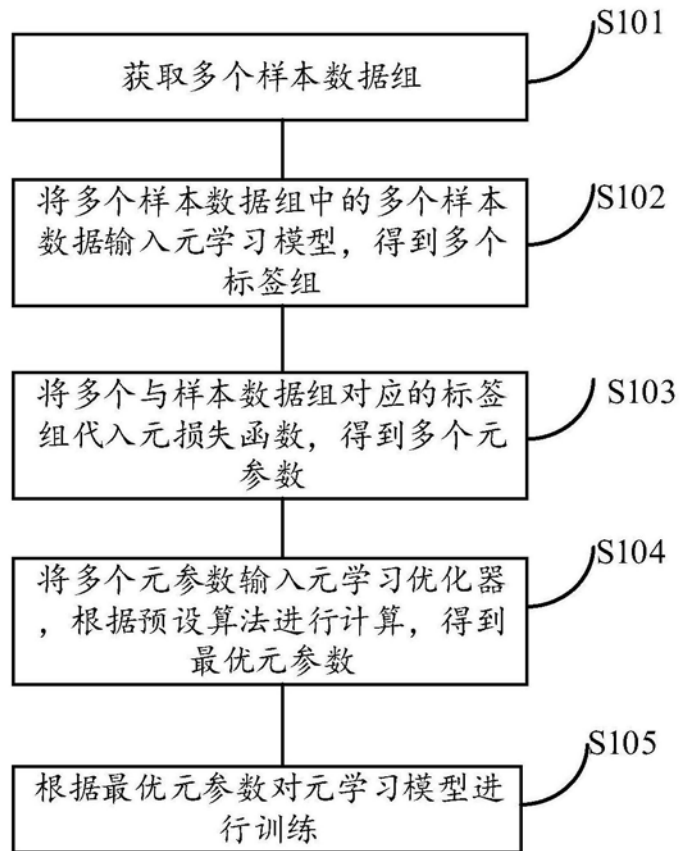 S101
获取多个样本数据组
S102
将多个样本数据组中的多个样本
数据输入元学习模型，得到多个
标签组
S103
将多个与样本数据组对应的标签
组代入元损失函数，得到多个元
参数
S104
将多个元参数输入元学习优化器
，根据预设算法进行计算，得到
最优元参数
S105
根据最优元参数对元学习模型进
行训练